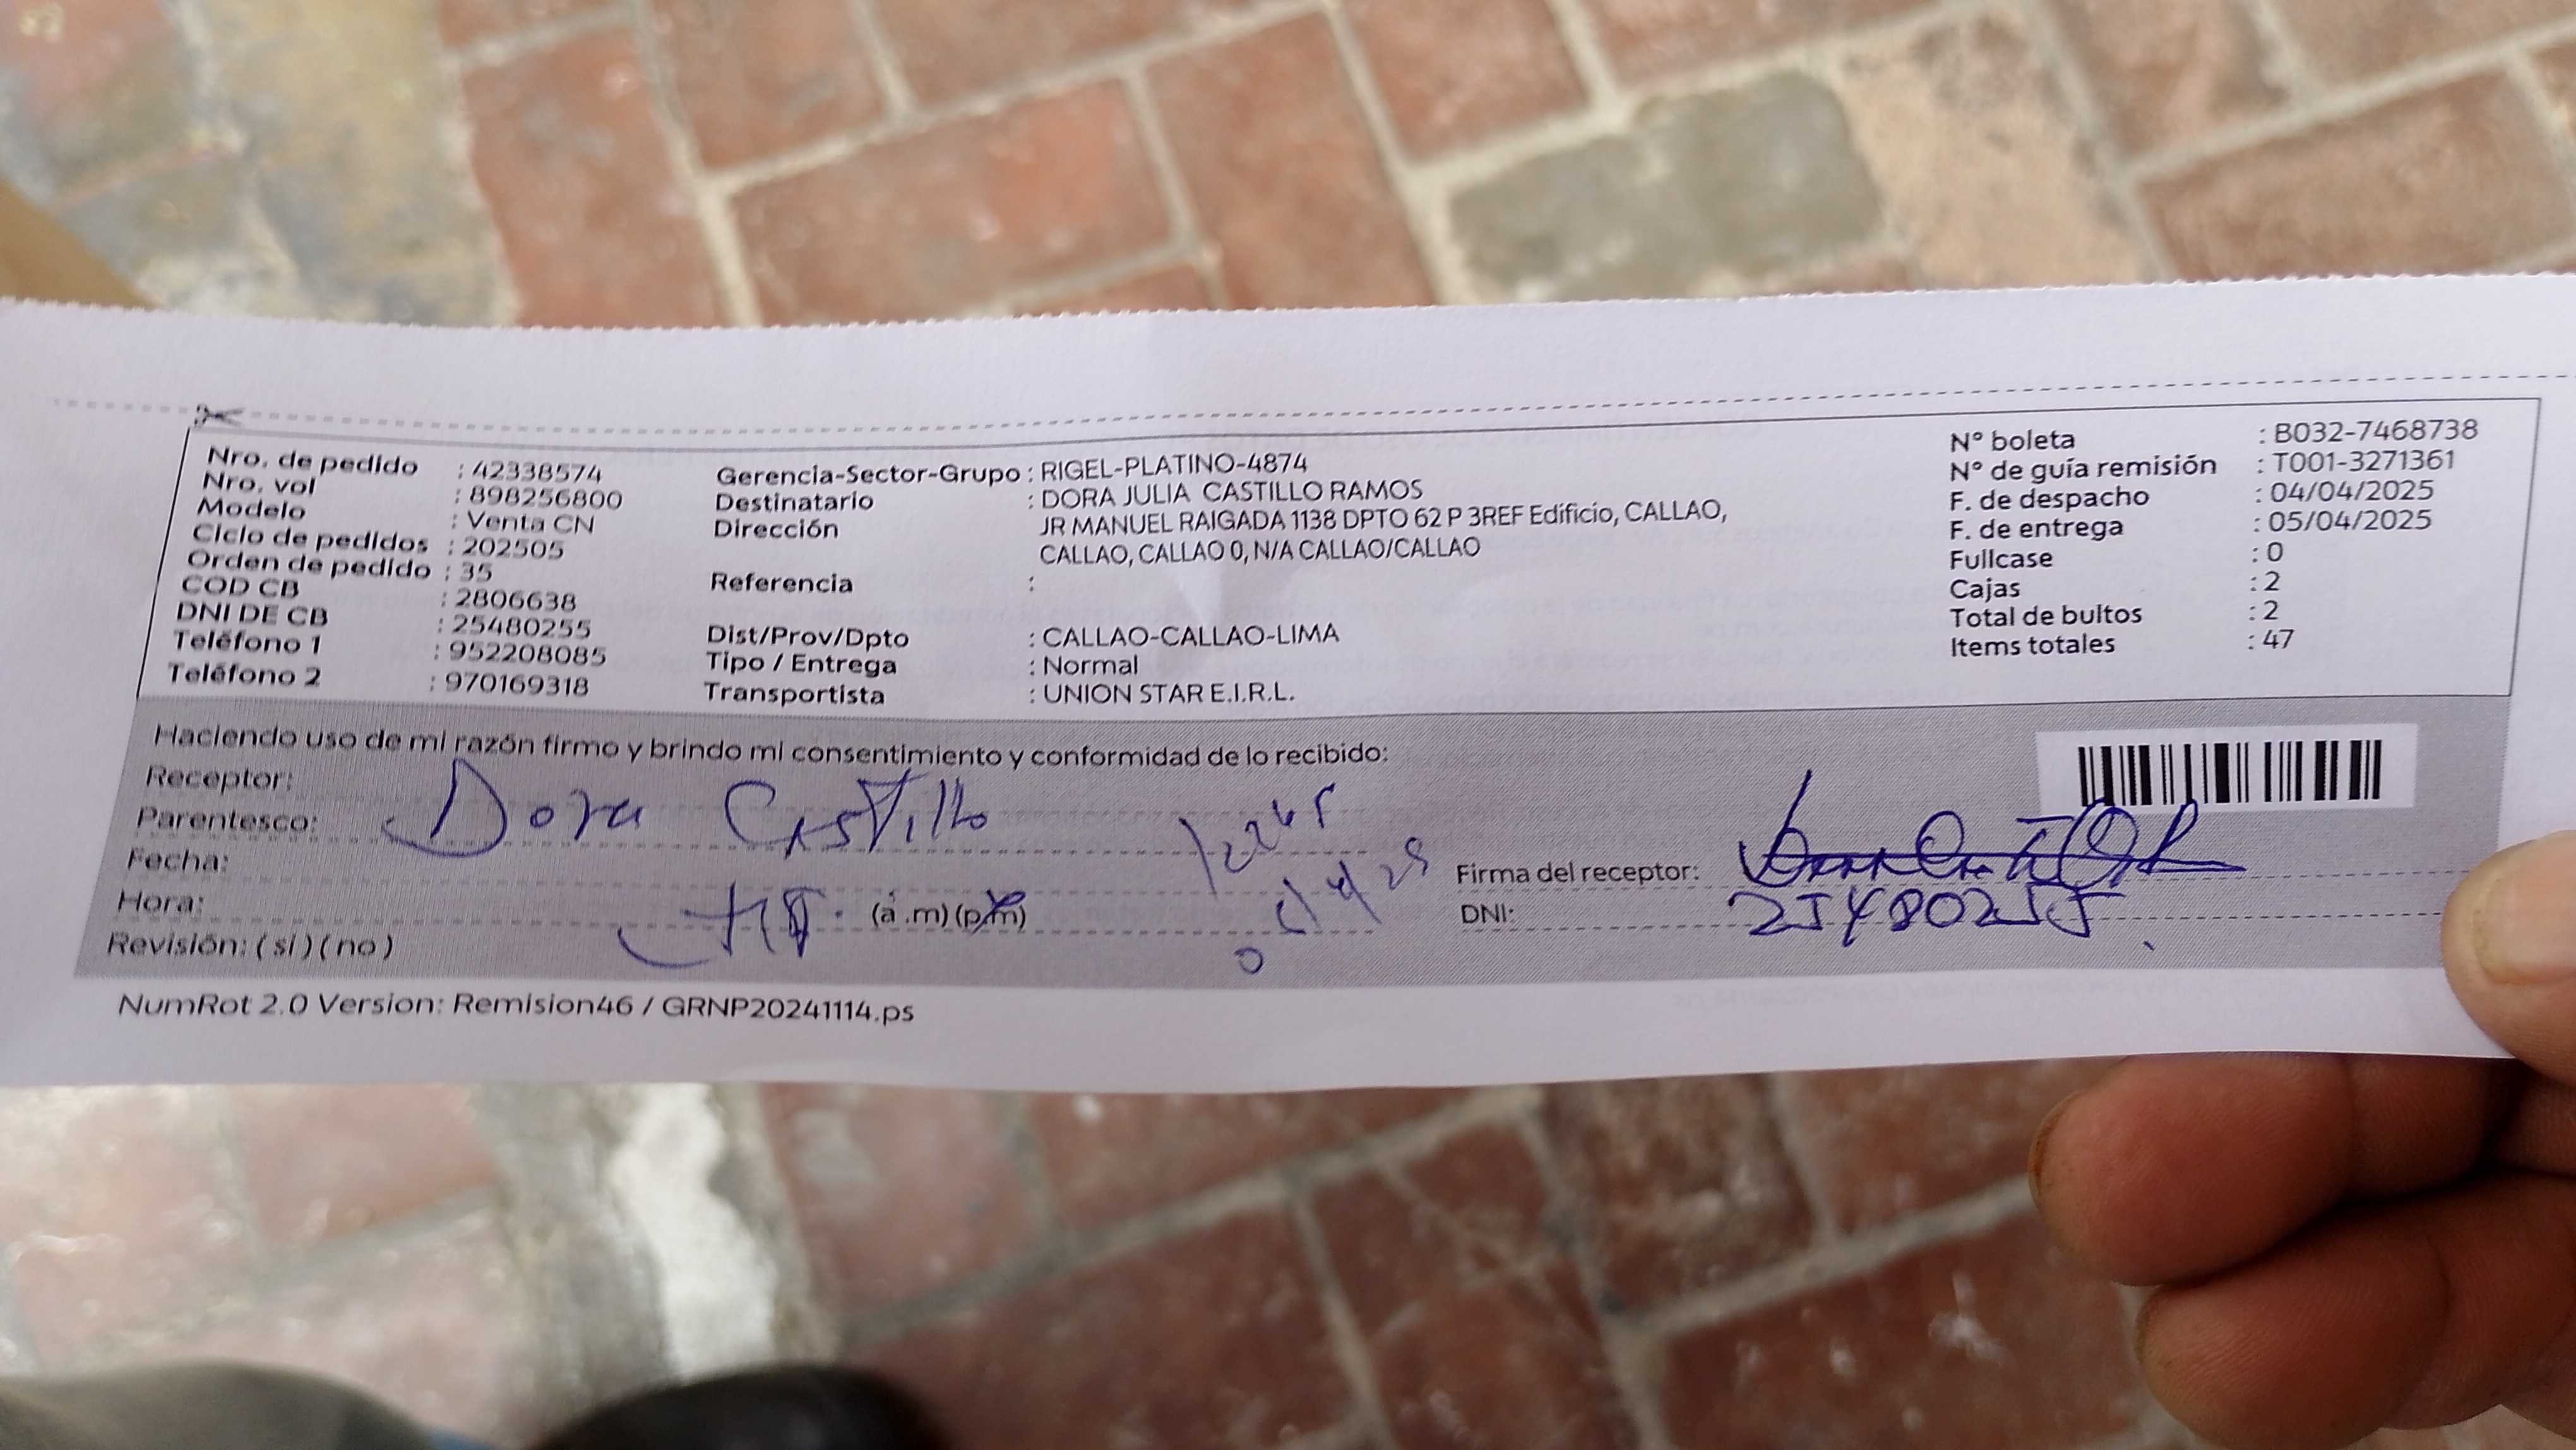 Nro. de pedido : 42338574
Nro. vol : 898256800
Modelo : Venta CN
Ciclo de pedidos : 202505
Orden de pedido : 35
COD CB : 2806638
DNI DE CB : 25480255
Teléfono 1 : 952208085
Teléfono 2 : 970169318
Gerencia-Sector-Grupo : RIGEL-PLATINO-4874
Destinatario : DORA JULIA CASTILLO RAMOS
Dirección JR MANUEL RAIGADA 1138 DPTO 62 P 3REF Edificio, CALLAO,
CALLAO, CALLAO 0, N/A CALLAO/CALLAO
Referencia :
Dist/Prov/Dpto : CALLAO-CALLAO-LIMA
Tipo / Entrega : Normal
Transportista : UNION STAR E.I.R.L.
N° boleta : B032-7468738
N° de guía remisión : T001-3271361
F. de despacho : 04/04/2025
F. de entrega : 05/04/2025
Fullcase : 0
Cajas : 2
Total de bultos : 2
Items totales : 47
Haciendo uso de mi razón firmo y brindo mi consentimiento y conformidad de lo recibido:
Receptor:
Parentesco: Dora Castillo
Fecha:
Hora: (a .m) (p.m)
Revisión: ( si ) ( no )
Firma del receptor:
DNI: 25480255
NumRot 2.0 Version: Remision46 / GRNP20241114.ps